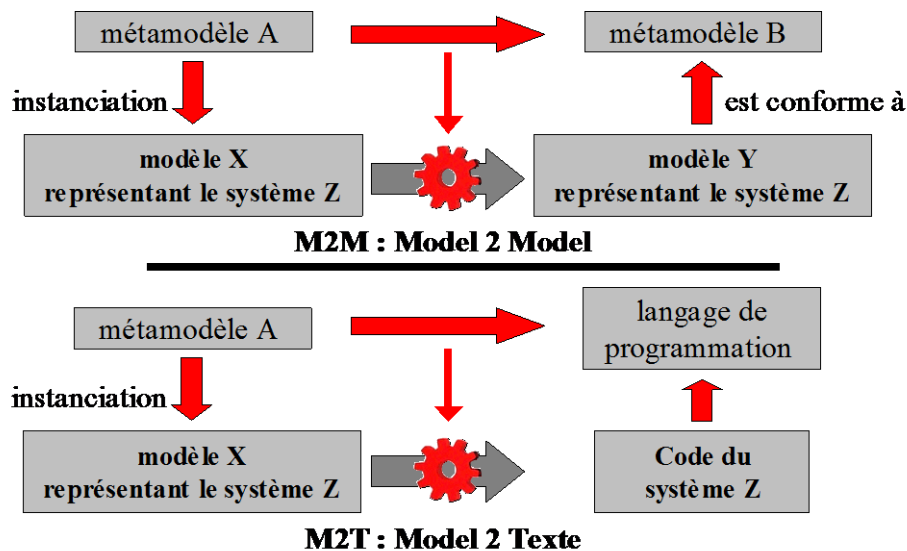 métamodèle A
métamodèle B
instanciation
est conforme à
modèle X
représentant le système Z
modèle Y
représentant le système Z
M2M : Model 2 Model
métamodèle A
langage de
programmation
instanciation
modèle X
représentant le système Z
Code du
système Z
M2T : Model 2 Texte